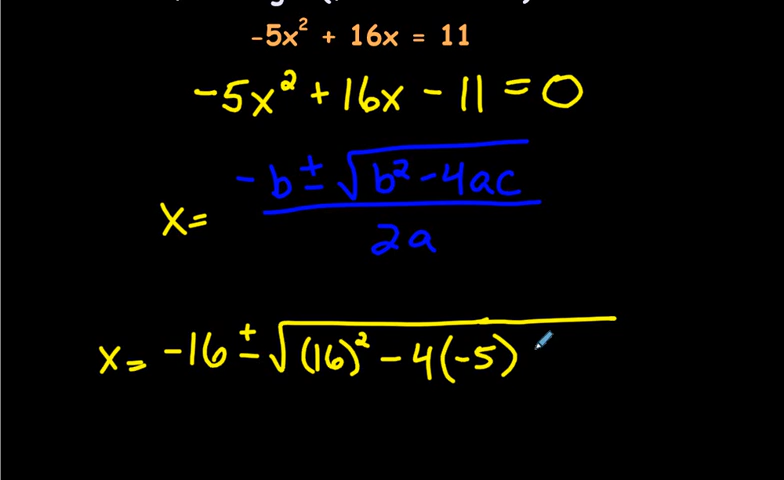 -5x² + 16x = 11
-5x² + 16x - 11 = 0
x = -b ± √(b² - 4ac) / 2a
x = -16 ± √(16)² - 4(-5)